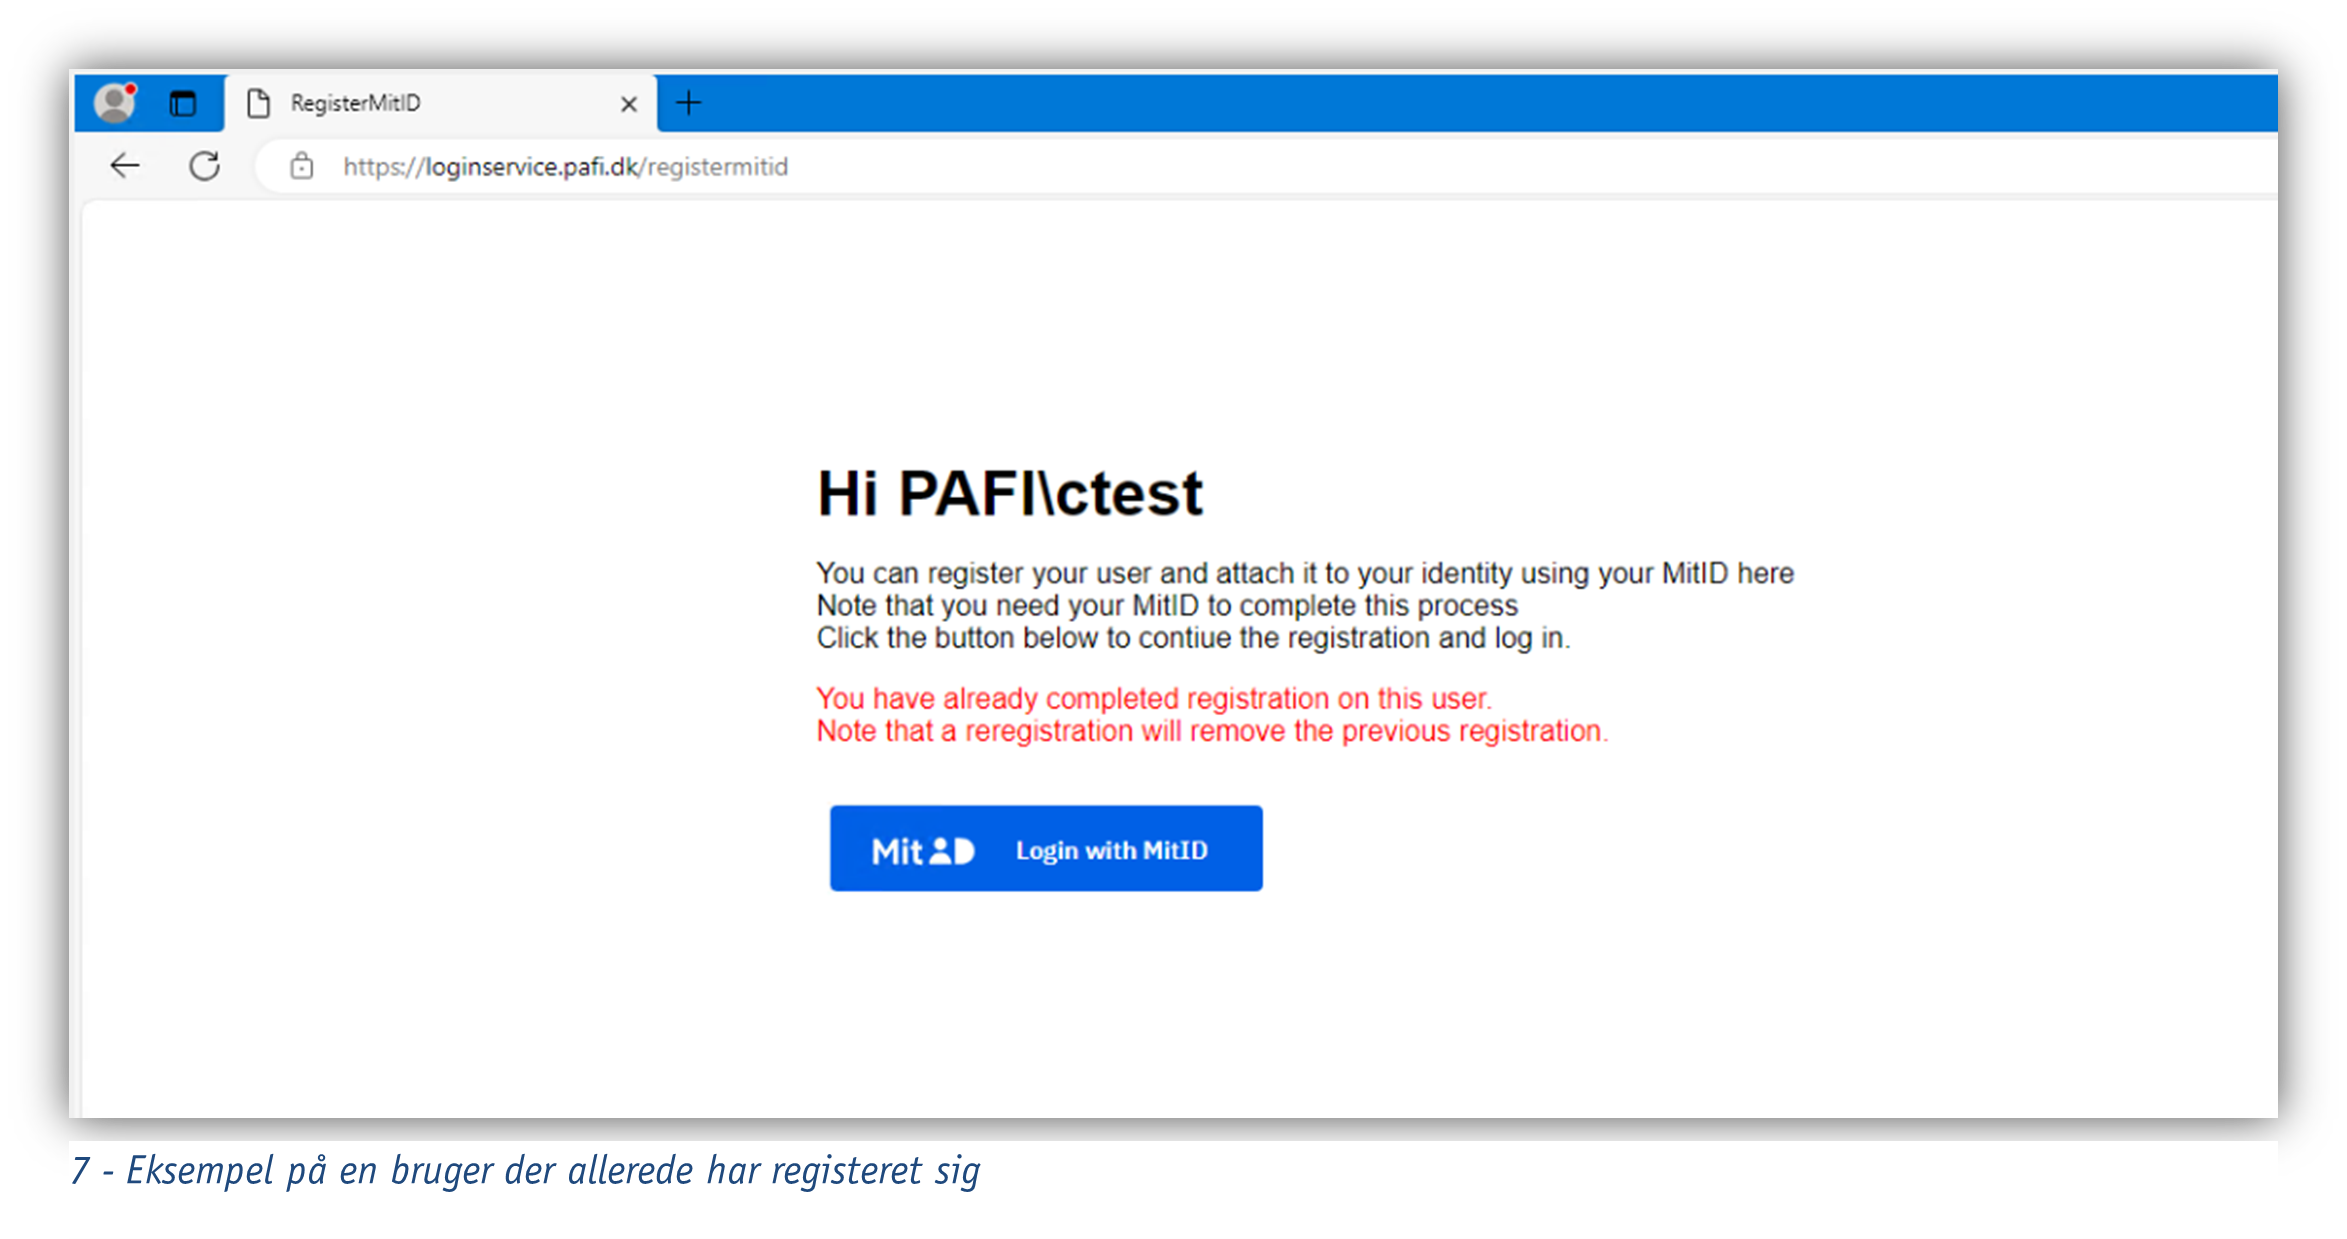 RegisterMitID
https://loginservice.pafi.dk/registermitid
Hi PAFI\ctest
You can register your user and attach it to your identity using your MitID here
Note that you need your MitID to complete this process
Click the button below to contiue the registration and log in.
You have already completed registration on this user.
Note that a reregistration will remove the previous registration.
Mit ID Login with MitID
7 - Eksempel på en bruger der allerede har registeret sig